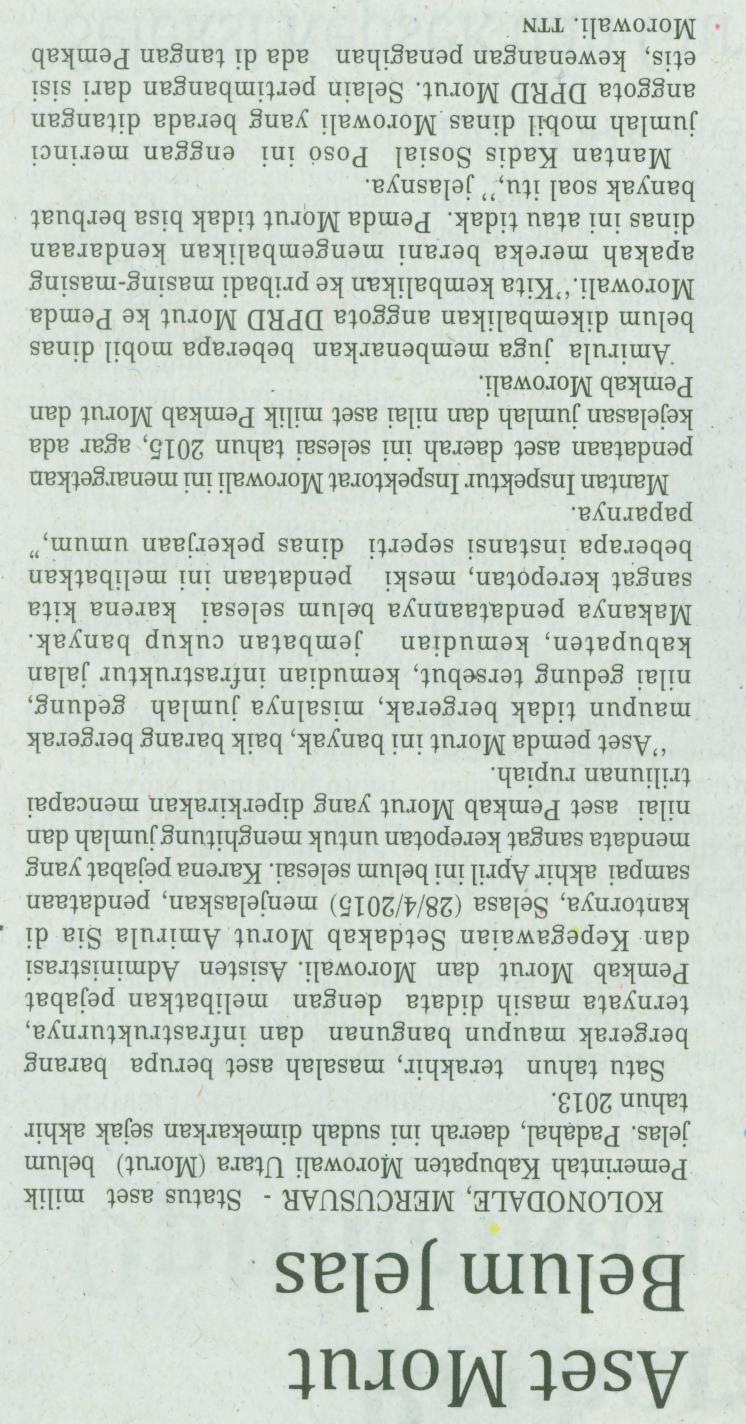 Aset Morut
Belum Jelas
KOLONODALE, MERCUSUAR - Status aset milik
Pemerintah Kabupaten Morowali Utara (Morut) belum
jelas. Padahal, daerah ini sudah dimekarkan sejak akhir
tahun 2013.
Satu tahun terakhir, masalah aset berupa barang
bergerak maupun bangunan dan infrastrukturnya,
ternyata masih didata dengan melibatkan pejabat
Pemkab Morut dan Morowali. Asisten Administrasi
dan Kepegawaian Setdakab Morut Amirula Sia di
kantornya, Selasa (28/4/2015) menjelaskan, pendataan
sampai akhir April ini belum selesai. Karena pejabat yang
mendata sangat kerepotan untuk menghitung jumlah dan
nilai aset Pemkab Morut yang diperkirakan mencapai
triliunan rupiah.
“Aset pemda Morut ini banyak, baik barang bergerak
maupun tidak bergerak, misalnya jumlah gedung,
nilai gedung tersebut, kemudian infrastruktur jalan
kabupaten, kemudian jembatan cukup banyak.
Makanya pendataannya belum selesai karena kita
sangat kerepotan, meski pendataan ini melibatkan
beberapa instansi seperti dinas pekerjaan umum,”
paparnya.
Mantan Inspektur Inspektorat Morowali ini menargetkan
pendataan aset daerah ini selesai tahun 2015, agar ada
kejelasan jumlah dan nilai aset milik Pemkab Morut dan
Pemkab Morowali.
Amirula juga membenarkan beberapa mobil dinas
belum dikembalikan anggota DPRD Morut ke Pemda
Morowali.“Kita kembalikan ke pribadi masing-masing
apakah mereka berani mengembalikan kendaraan
dinas ini atau tidak. Pemda Morut tidak bisa berbuat
banyak soal itu,” jelasnya.
Mantan Kadis Sosial Poso ini enggan merinci
jumlah mobil dinas Morowali yang berada ditangan
anggota DPRD Morut. Selain pertimbangan dari sisi
etis, kewenangan penagihan ada di tangan Pemkab
Morowali. TTN